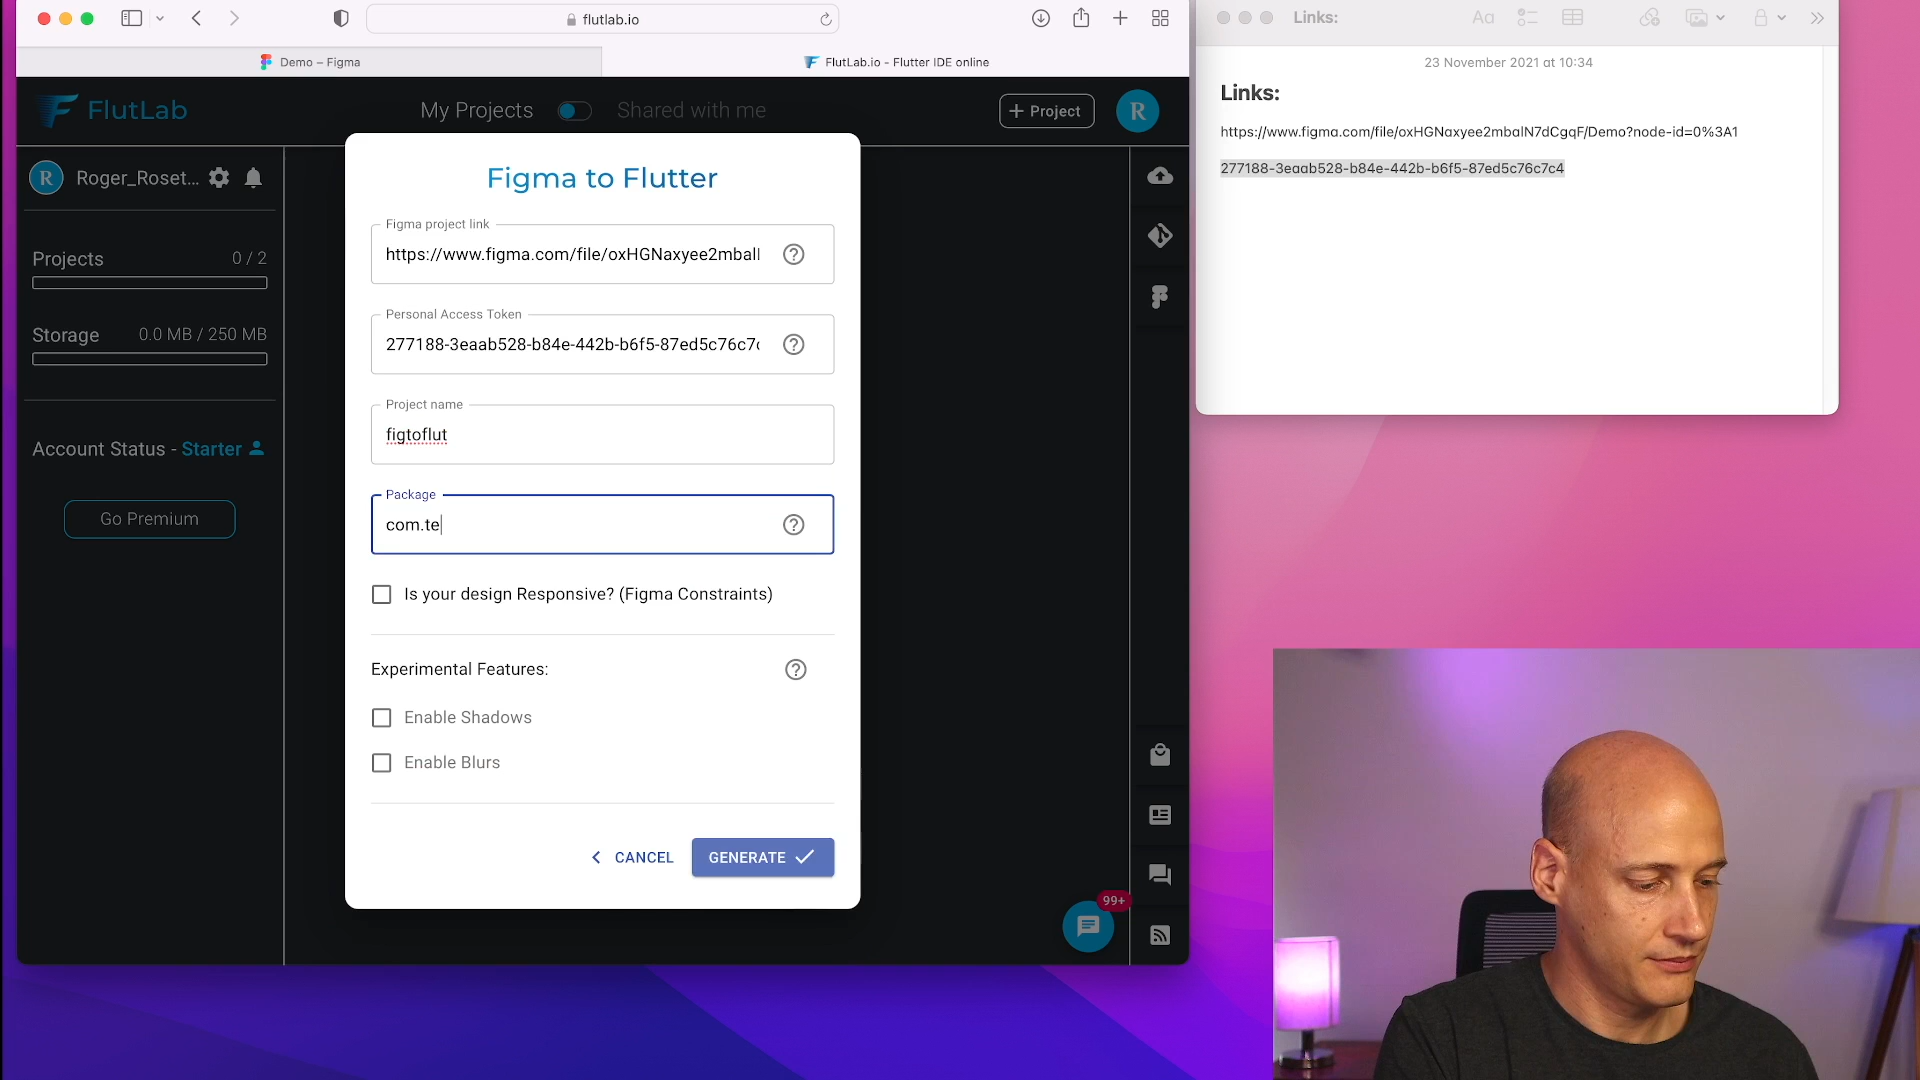 flutlab.io
Demo – Figma
FlutLab.io - Flutter IDE online
FlutLab
My Projects
Shared with me
+ Project
R
R
Roger_Roset...
Projects
0 / 2
Storage
0.0 MB / 250 MB
Account Status - Starter
Go Premium
Figma to Flutter
Figma project link
https://www.figma.com/file/oxHGNaxyee2mball
Personal Access Token
277188-3eaab528-b84e-442b-b6f5-87ed5c76c7c
Project name
figtoflut
Package
com.te
Is your design Responsive? (Figma Constraints)
Experimental Features:
Enable Shadows
Enable Blurs
CANCEL
GENERATE
99+
Links:
Aa
23 November 2021 at 10:34
Links:
https://www.figma.com/file/oxHGNaxyee2mbalN7dCgqF/Demo?node-id=0%3A1
277188-3eaab528-b84e-442b-b6f5-87ed5c76c7c4